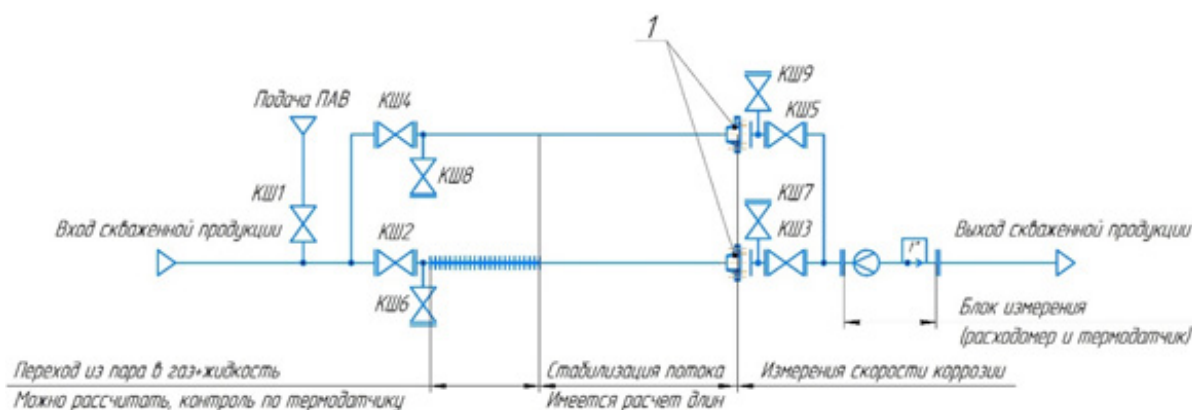 1
КШ9
Подача ПАВ
КШ4
КШ5
КШ8
КШ1
КШ7
Вход скваженной продукции
КШ2
КШ3
t°
Выход скваженной продукции
КШ6
Блок измерения
(расходомер и термодатчик)
Переход из пара в газ+жидкость
Стабилизация потока
Измерения скорости коррозии
Можно рассчитать, контроль по термодатчику
Имеется расчет длин